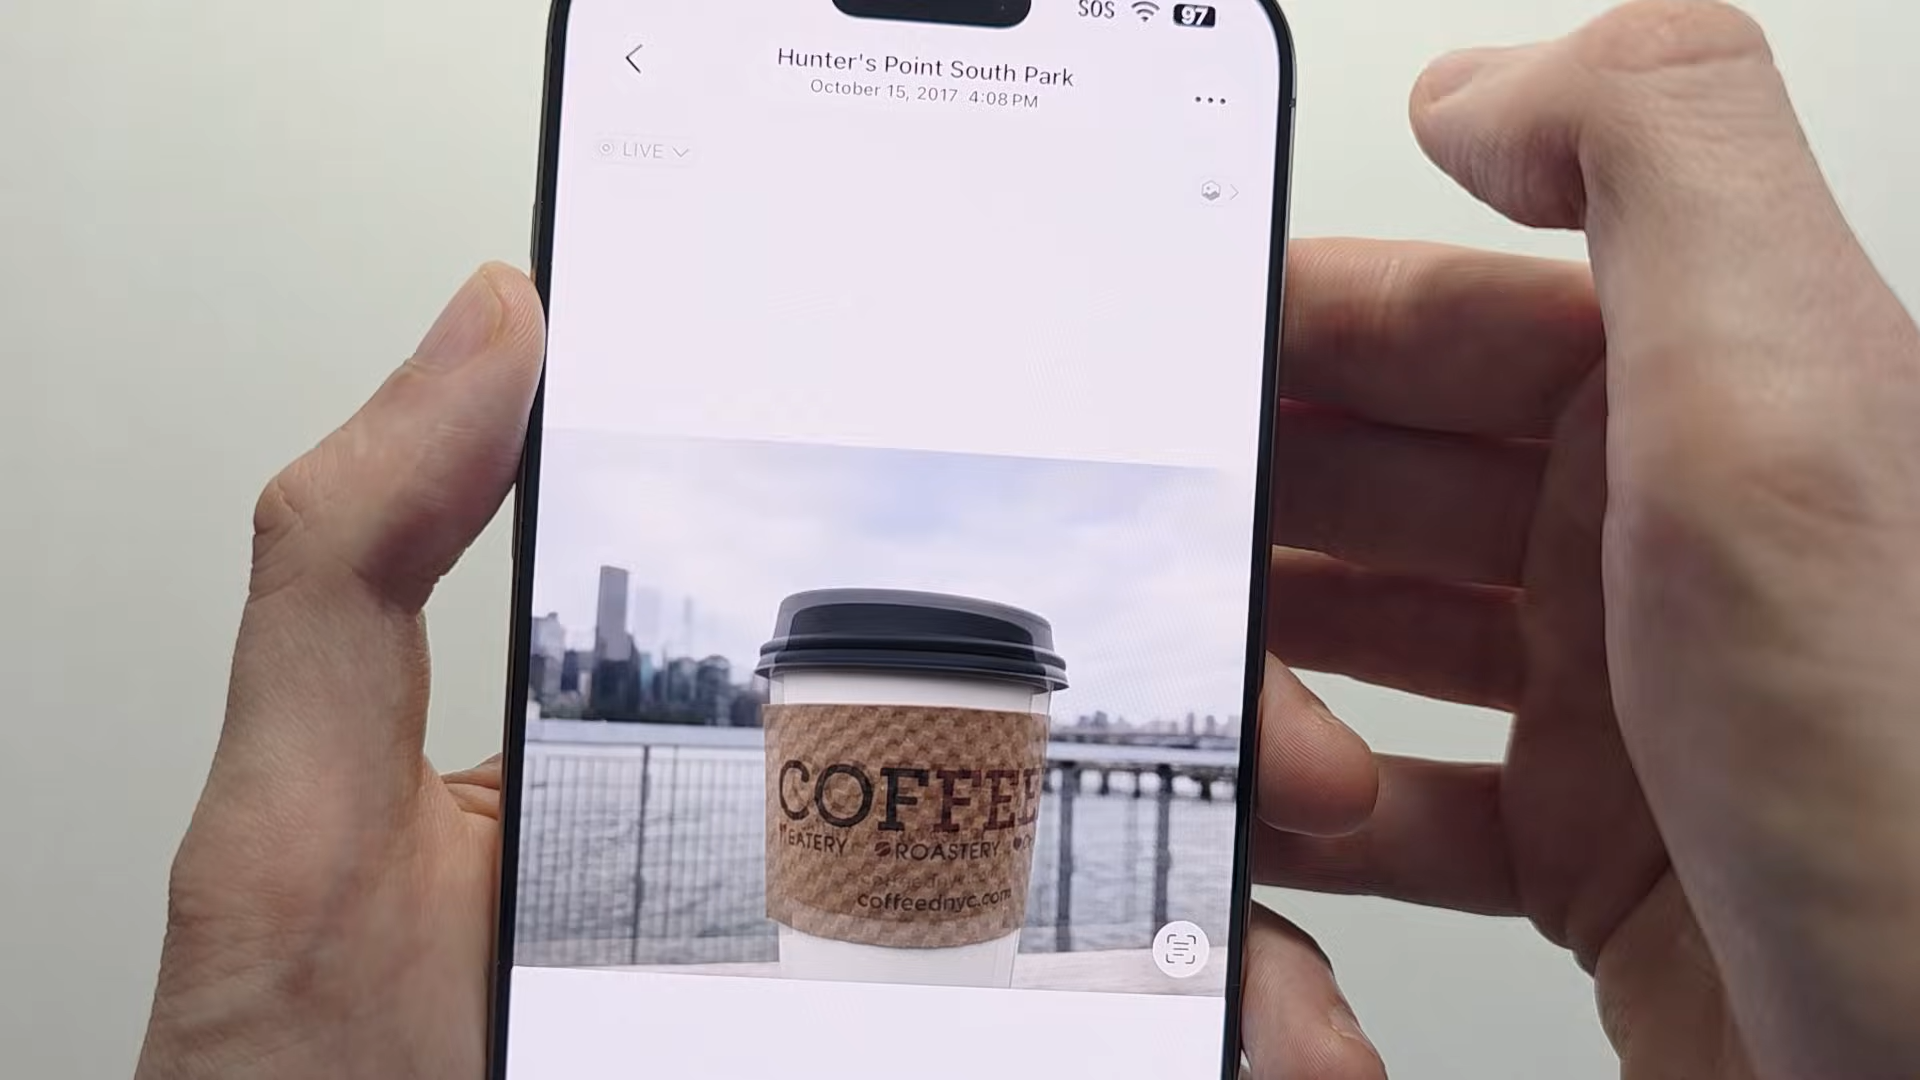 SOS 97
Hunter's Point South Park
October 15, 2017 4:08 PM
LIVE
COFFEE
EATERY ROASTERY
coffeednyc.com